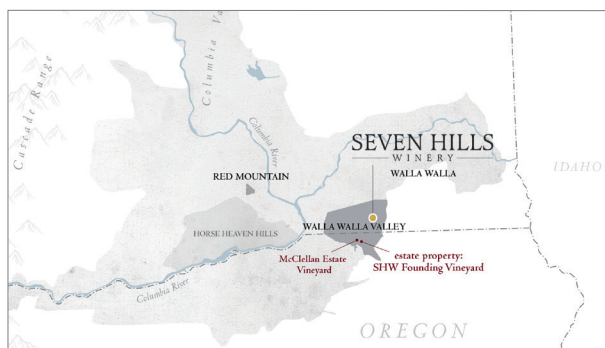 Cascade Range
Columbia Va
Columbia River
SEVEN HILLS
WINERY
WALLA WALLA
IDAHO
RED MOUNTAIN
HORSE HEAVEN HILLS
WALLA WALLA VALLEY
McClellan Estate
Vineyard
estate property:
SHW Founding Vineyard
Columbia River
OREGON